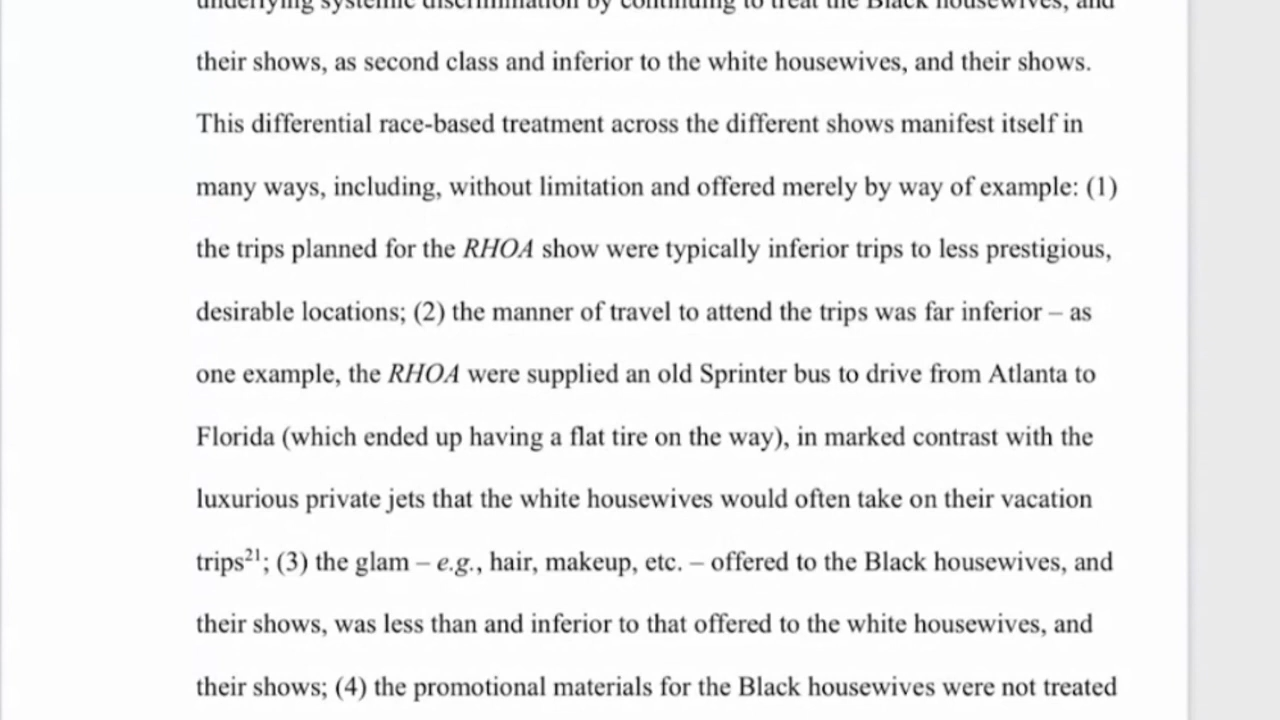 underlying systemic discrimination by continuing to treat the Black housewives, and
their shows, as second class and inferior to the white housewives, and their shows.
This differential race-based treatment across the different shows manifest itself in
many ways, including, without limitation and offered merely by way of example: (1)
the trips planned for the RHOA show were typically inferior trips to less prestigious,
desirable locations; (2) the manner of travel to attend the trips was far inferior – as
one example, the RHOA were supplied an old Sprinter bus to drive from Atlanta to
Florida (which ended up having a flat tire on the way), in marked contrast with the
luxurious private jets that the white housewives would often take on their vacation
trips²¹; (3) the glam – e.g., hair, makeup, etc. – offered to the Black housewives, and
their shows, was less than and inferior to that offered to the white housewives, and
their shows; (4) the promotional materials for the Black housewives were not treated